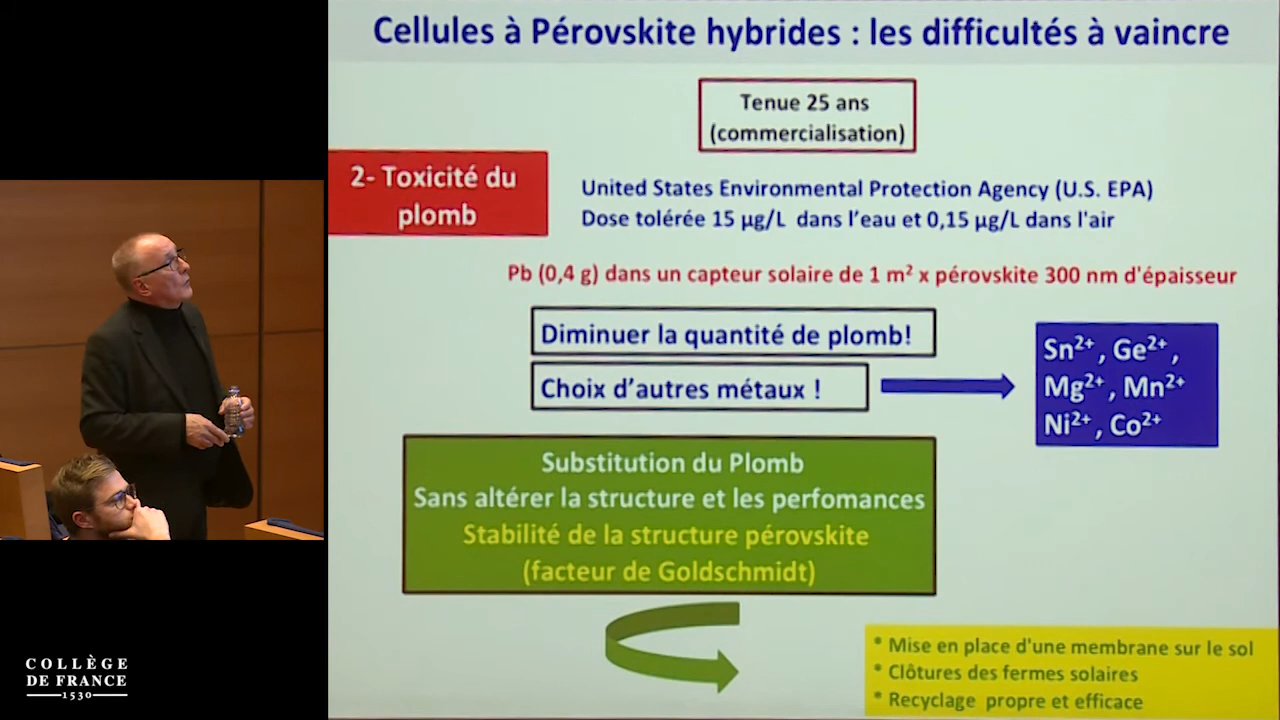 Cellules à Pérovskite hybrides : les difficultés à vaincre
Tenue 25 ans
(commercialisation)
2- Toxicité du
plomb
United States Environmental Protection Agency (U.S. EPA)
Dose tolérée 15 µg/L dans l'eau et 0,15 µg/L dans l'air
Pb (0,4 g) dans un capteur solaire de 1 m² x pérovskite 300 nm d'épaisseur
Diminuer la quantité de plomb!
Choix d'autres métaux !
Sn²⁺ , Ge²⁺ ,
Mg²⁺ , Mn²⁺
Ni²⁺ , Co²⁺
Substitution du Plomb
Sans altérer la structure et les perfomances
Stabilité de la structure pérovskite
(facteur de Goldschmidt)
* Mise en place d'une membrane sur le sol
* Clôtures des fermes solaires
* Recyclage propre et efficace
COLLÈGE
DE FRANCE
1530